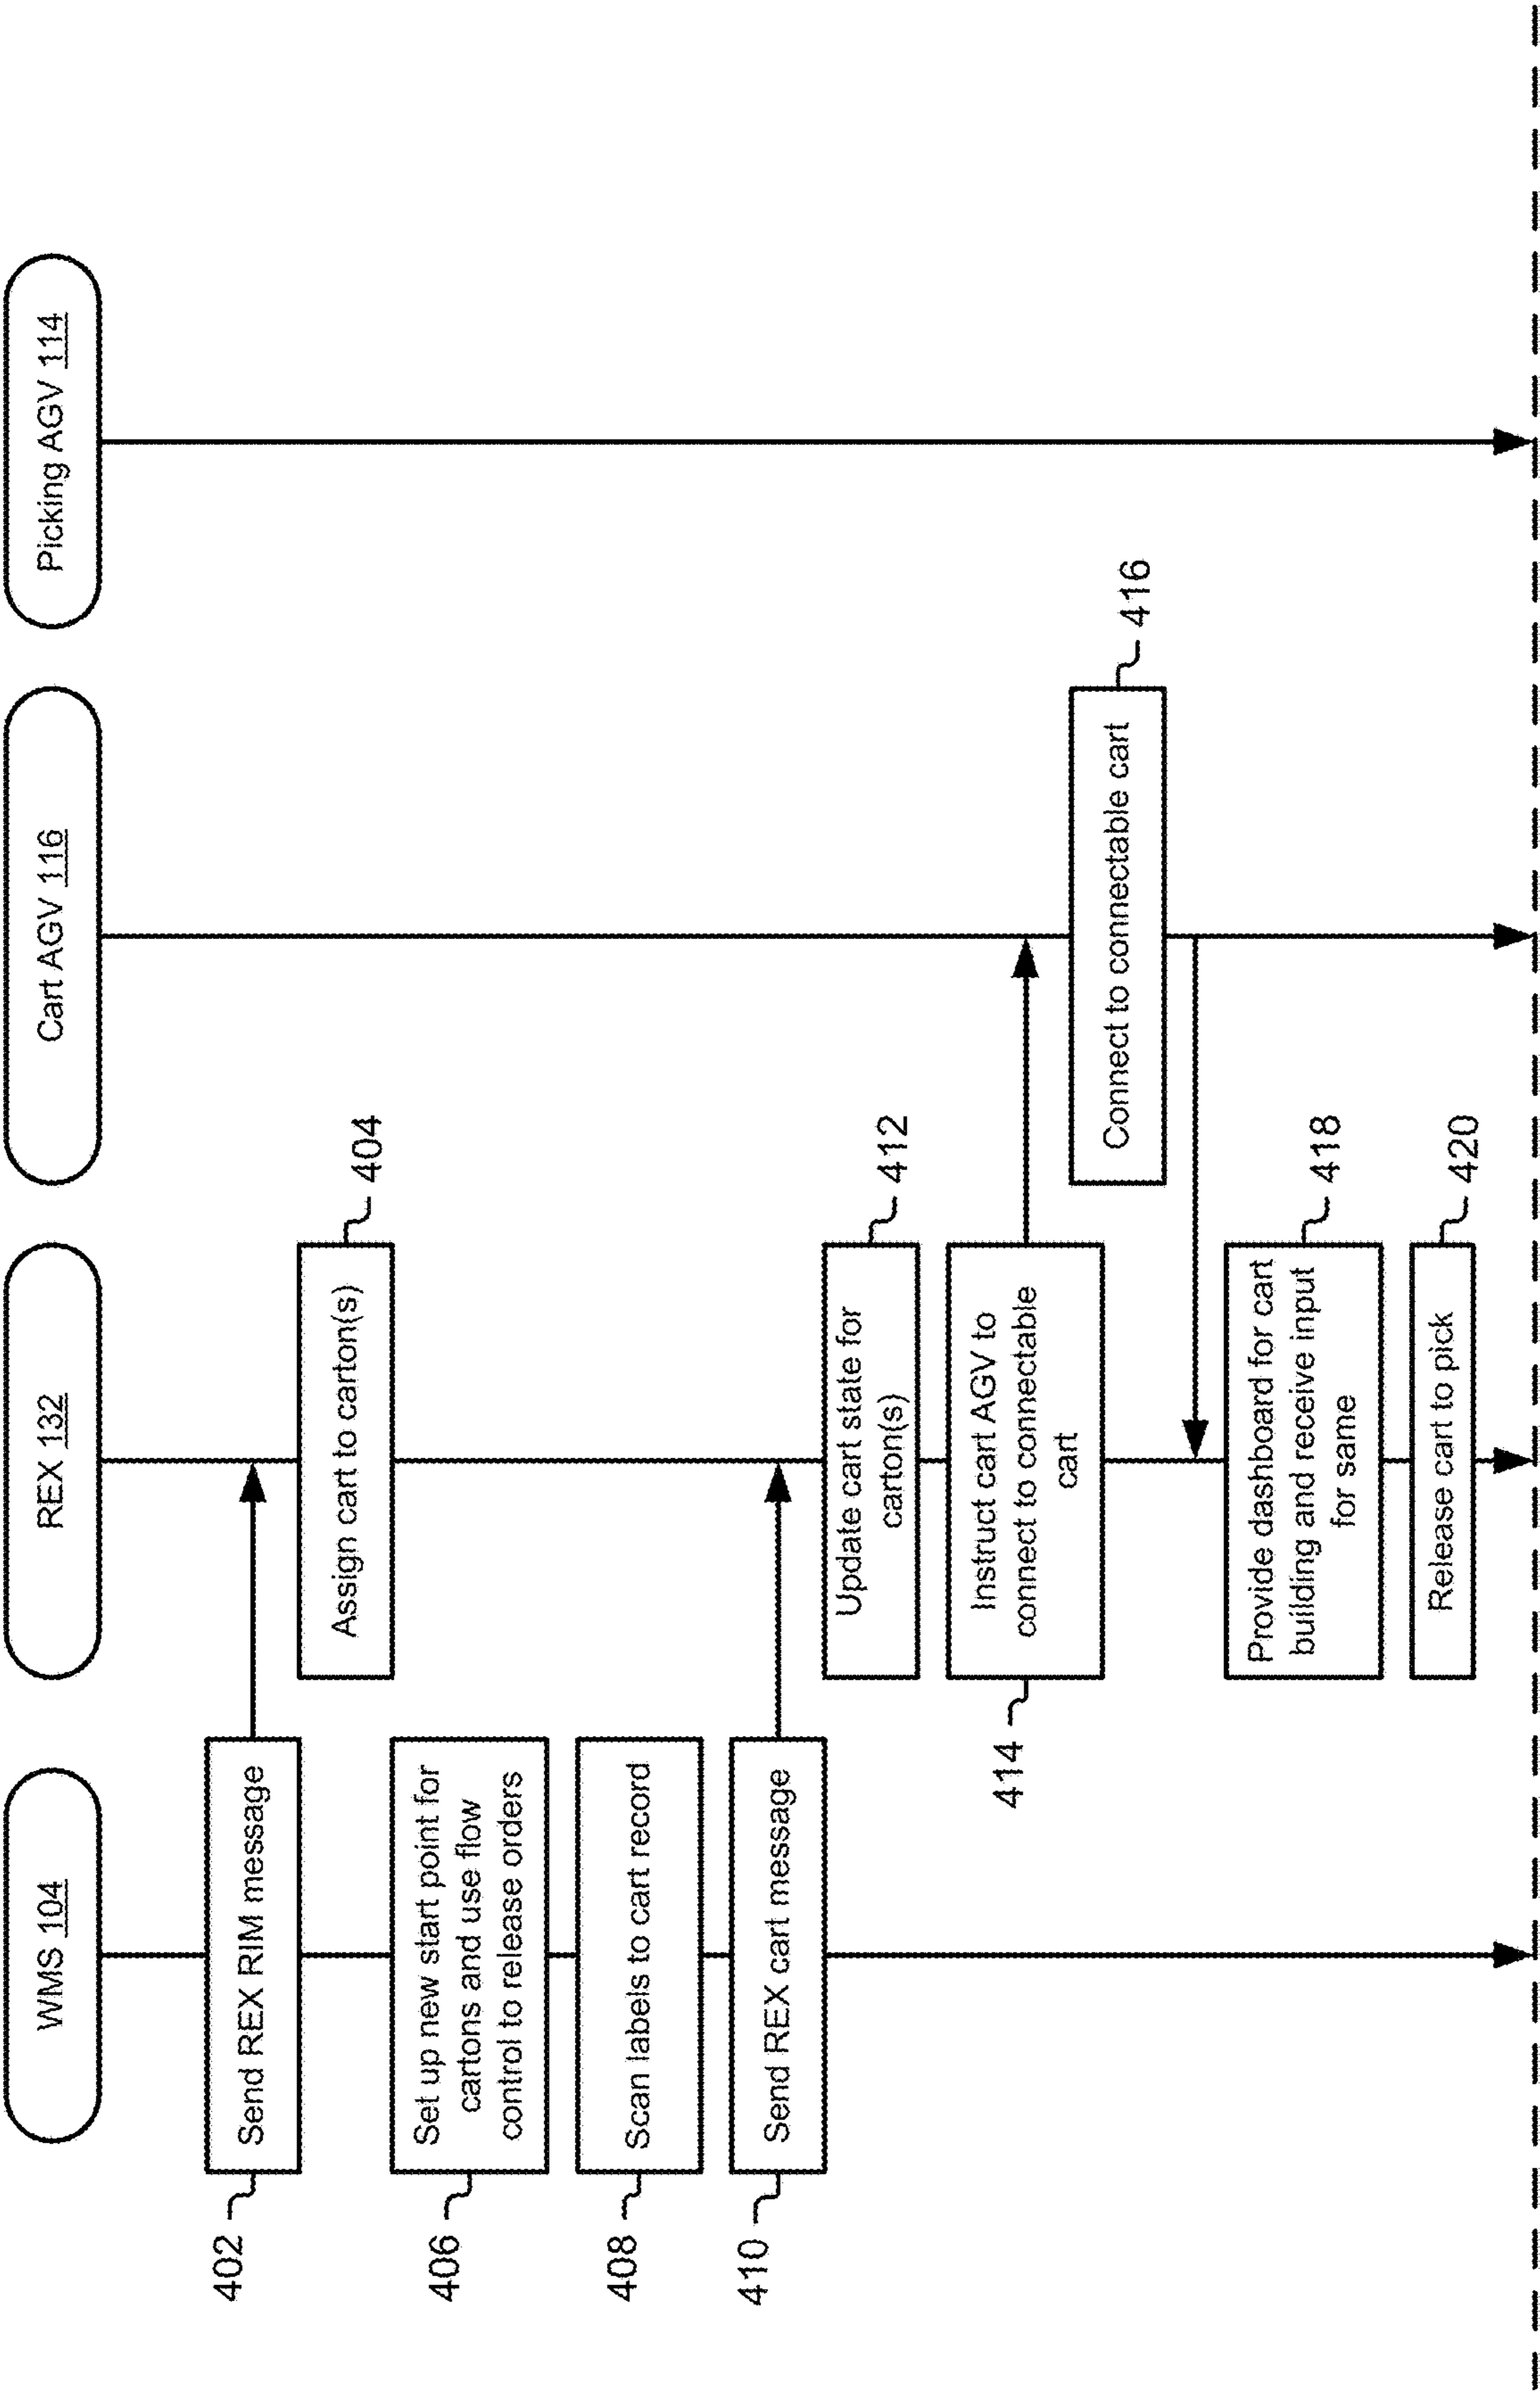 WMS 104
REX 132
Cart AGV 116
Picking AGV 114
402
Send REX RIM message
Assign cart to carton(s)
404
406
Set up new start point for
cartons and use flow
control to release orders
408
Scan labels to cart record
410
Send REX cart message
Update cart state for
carton(s)
412
414
Instruct cart AGV to
connect to connectable
cart
Connect to connectable cart
416
Provide dashboard for cart
building and receive input
for same
418
Release cart to pick
420